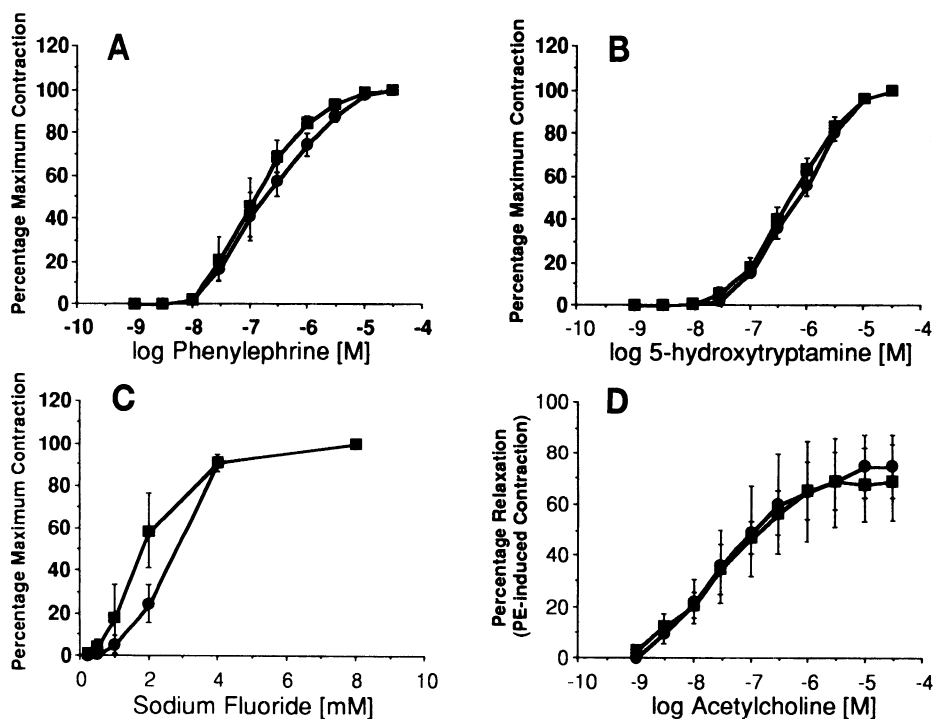 A
Percentage Maximum Contraction
120
100
80
60
40
20
0
-10 -9 -8 -7 -6 -5 -4
log Phenylephrine [M]
B
Percentage Maximum Contraction
120
100
80
60
40
20
0
-10 -9 -8 -7 -6 -5 -4
log 5-hydroxytryptamine [M]
C
Percentage Maximum Contraction
120
100
80
60
40
20
0
0 2 4 6 8 10
Sodium Fluoride [mM]
D
Percentage Relaxation
(PE-induced Contraction)
100
80
60
40
20
0
-10 -9 -8 -7 -6 -5 -4
log Acetylcholine [M]